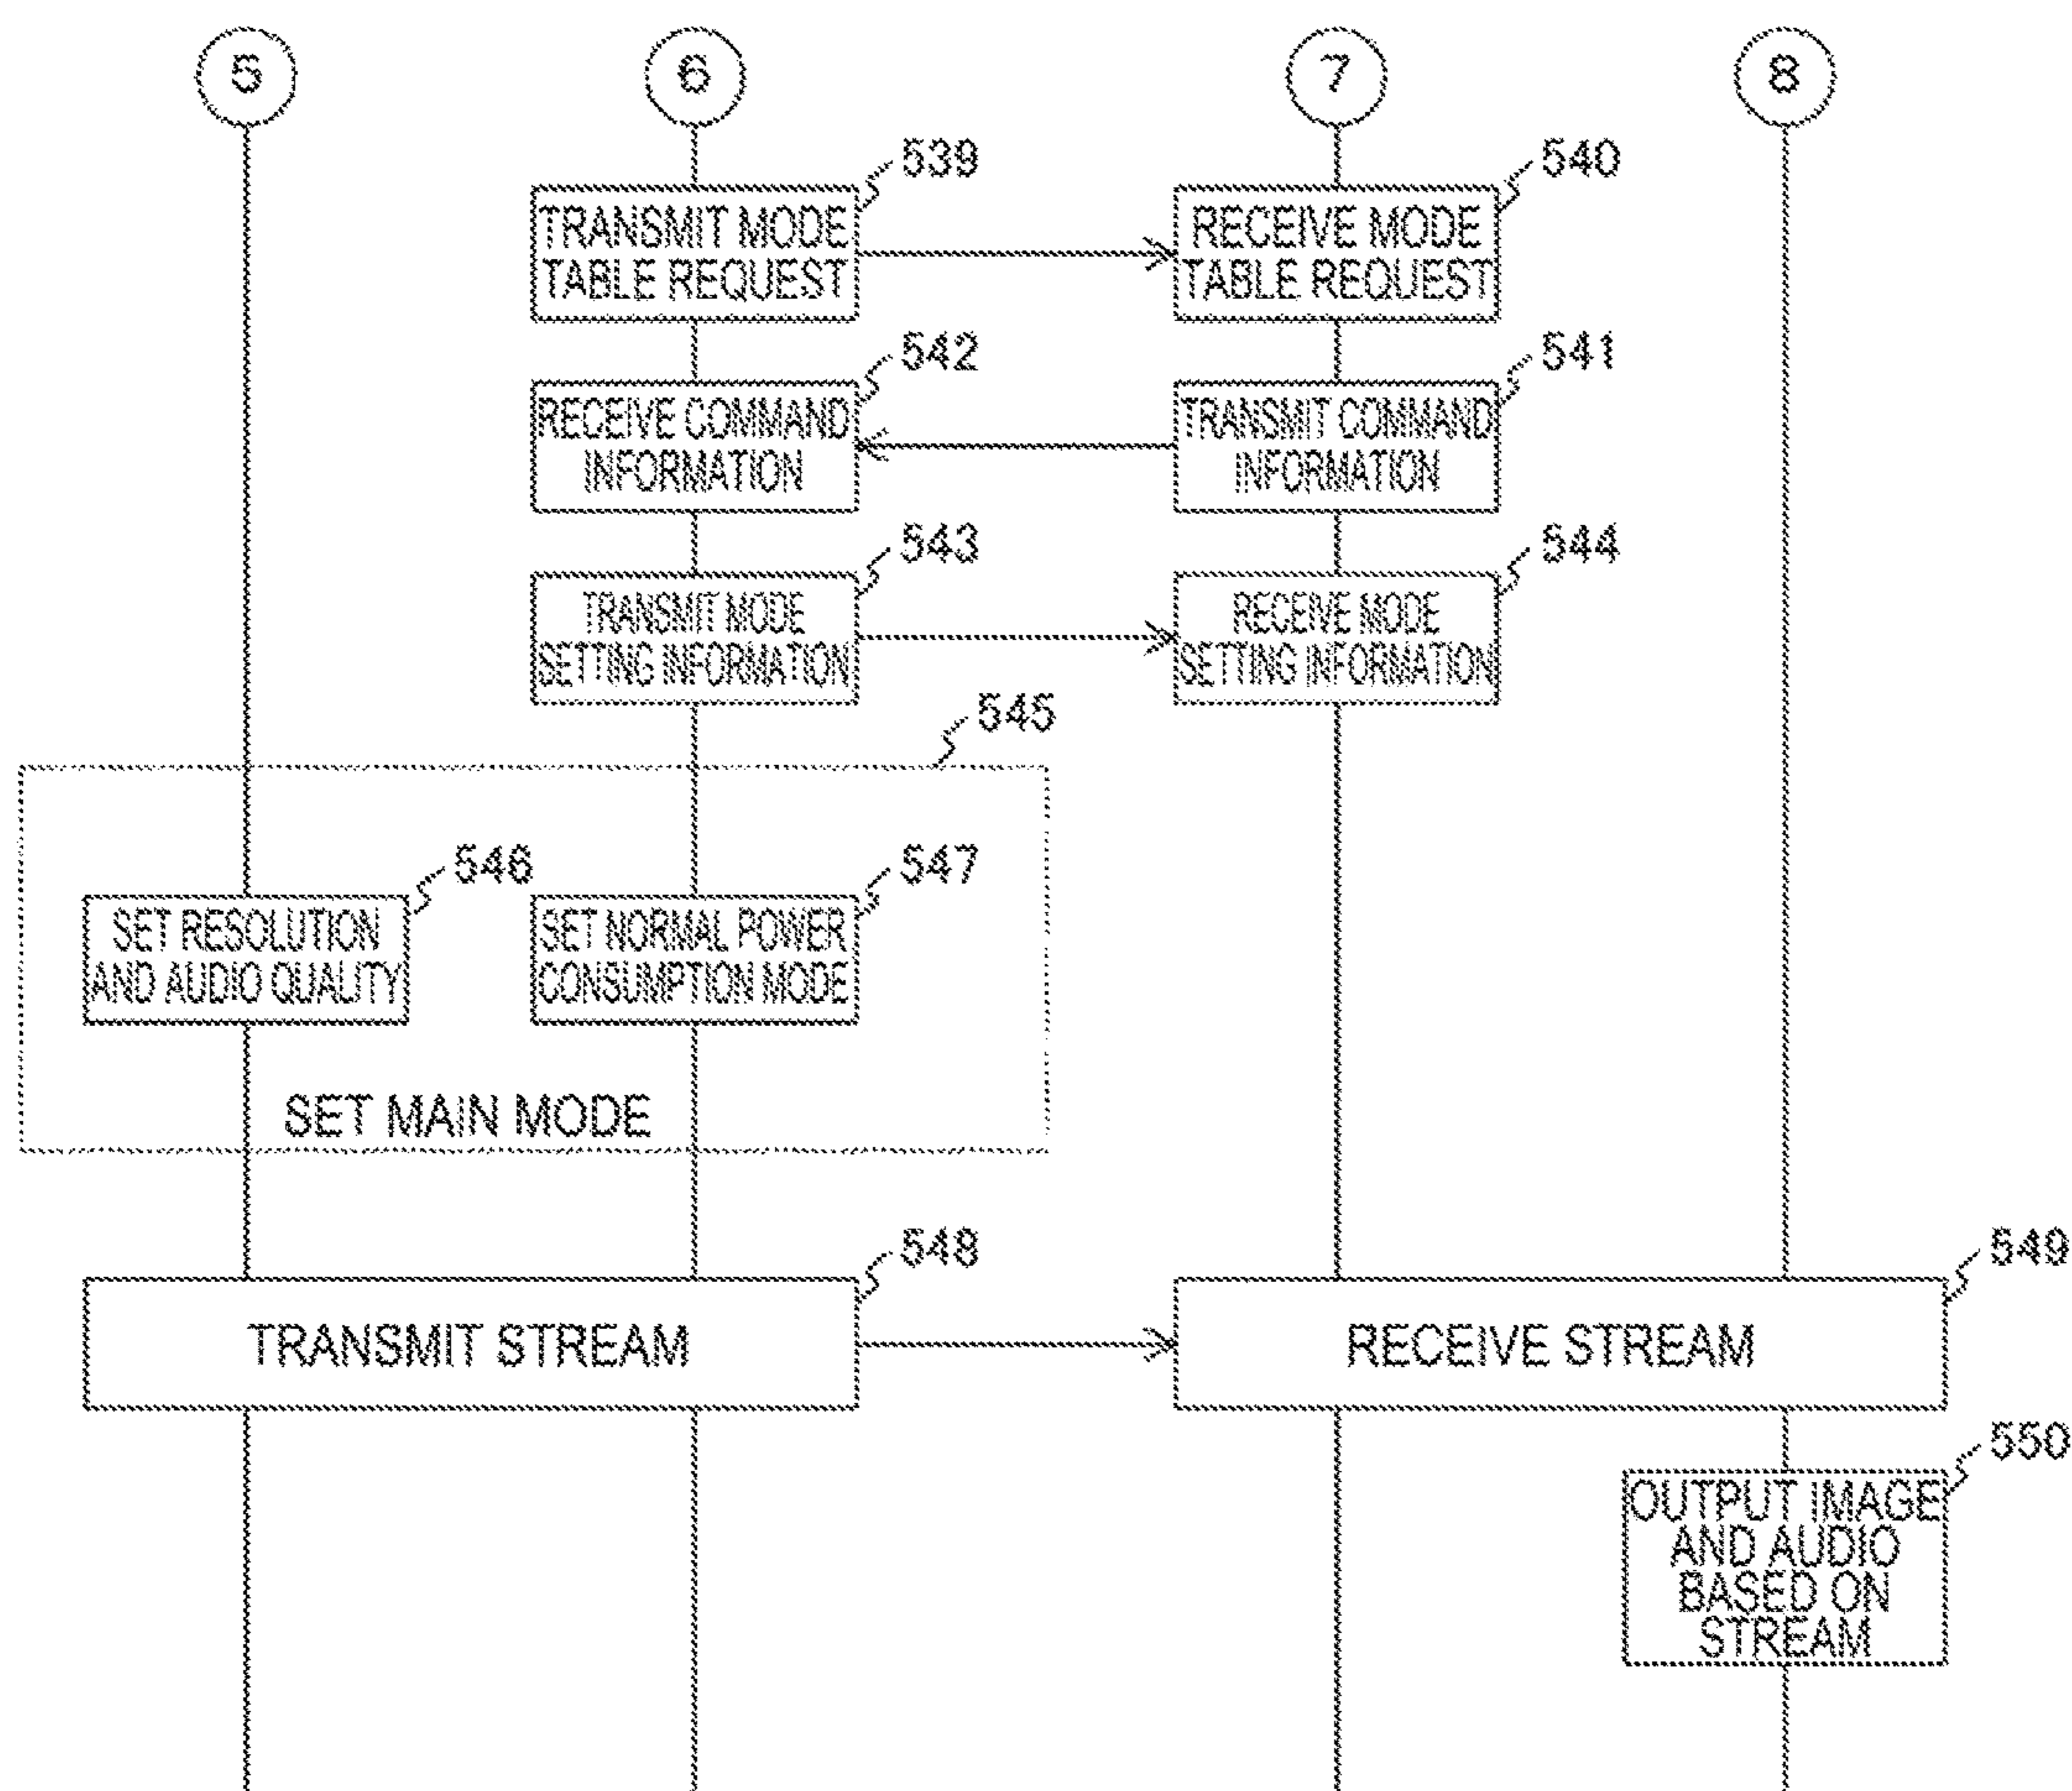 5
6
7
8
539
540
TRANSMIT MODE
TABLE REQUEST
RECEIVE MODE
TABLE REQUEST
542
541
RECEIVE COMMAND
INFORMATION
TRANSMIT COMMAND
INFORMATION
543
544
TRANSMIT MODE
SETTING INFORMATION
RECEIVE MODE
SETTING INFORMATION
545
546
547
SET RESOLUTION
AND AUDIO QUALITY
SET NORMAL POWER
CONSUMPTION MODE
SET MAIN MODE
548
549
TRANSMIT STREAM
RECEIVE STREAM
550
OUTPUT IMAGE
AND AUDIO
BASED ON
STREAM